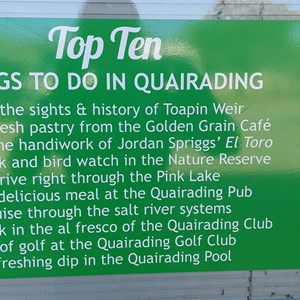 Top Ten
GS TO DO IN QUAIRADING
the sights & history of Toapin Weir
esh pastry from the Golden Grain Café
he handiwork of Jordan Spriggs' El Toro
k and bird watch in the Nature Reserve
rive right through the Pink Lake
delicious meal at the Quairading Pub
uise through the salt river systems
k in the al fresco of the Quairading Club
of golf at the Quairading Golf Club
freshing dip in the Quairading Pool